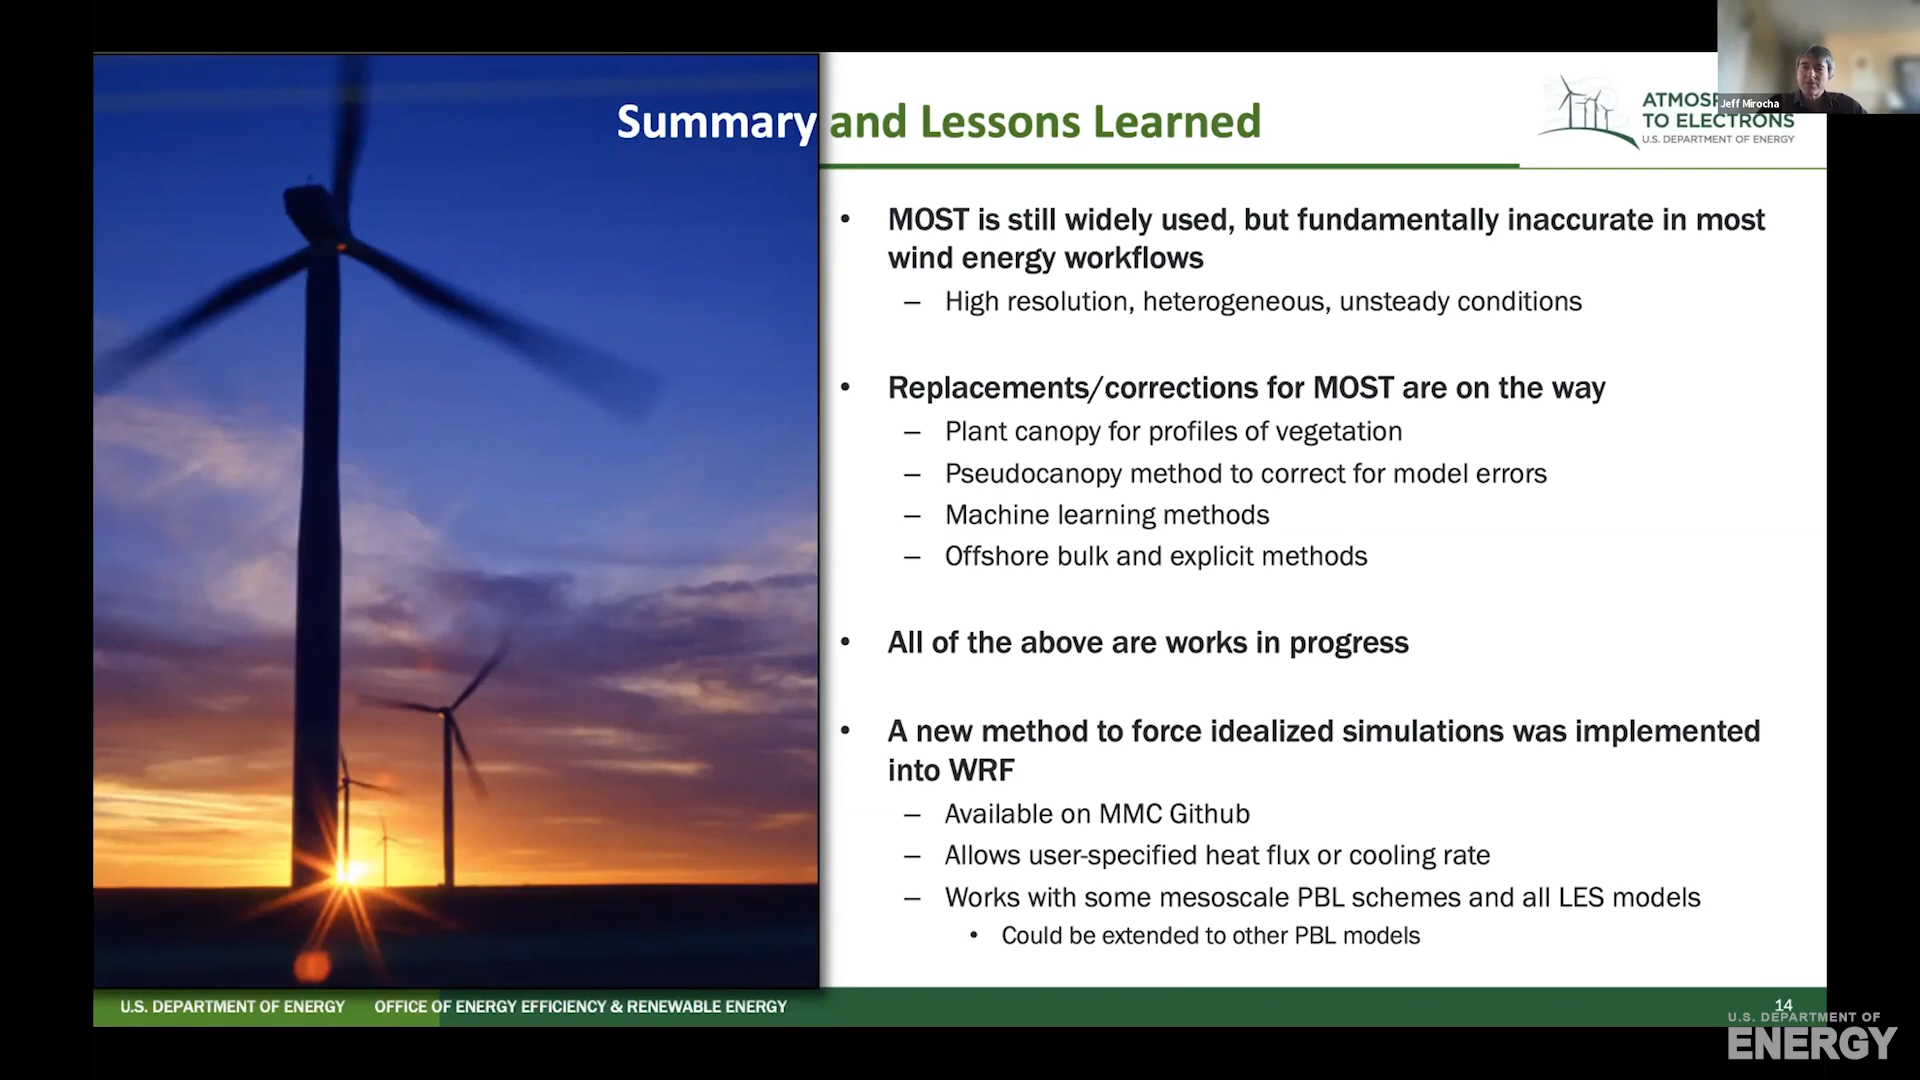 Summary and Lessons Learned
ATMOSP
TO ELECTRONS
U.S. DEPARTMENT OF ENERGY
Jeff Mirocha
• MOST is still widely used, but fundamentally inaccurate in most
wind energy workflows
– High resolution, heterogeneous, unsteady conditions
• Replacements/corrections for MOST are on the way
– Plant canopy for profiles of vegetation
– Pseudocanopy method to correct for model errors
– Machine learning methods
– Offshore bulk and explicit methods
• All of the above are works in progress
• A new method to force idealized simulations was implemented
into WRF
– Available on MMC Github
– Allows user-specified heat flux or cooling rate
– Works with some mesoscale PBL schemes and all LES models
• Could be extended to other PBL models
U.S. DEPARTMENT OF ENERGY OFFICE OF ENERGY EFFICIENCY & RENEWABLE ENERGY
14
U.S. DEPARTMENT OF
ENERGY